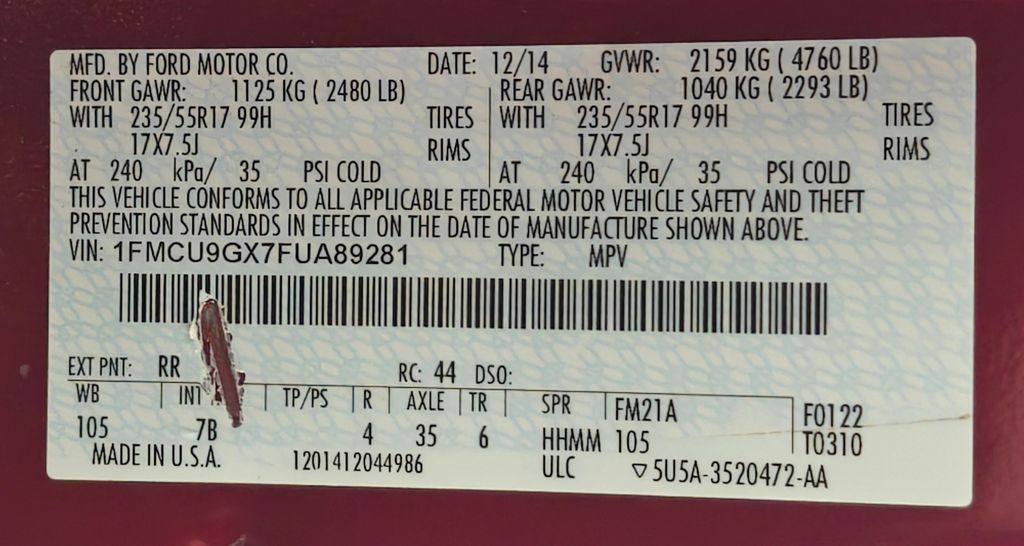 MFD. BY FORD MOTOR CO. DATE: 12/14 GVWR: 2159 KG ( 4760 LB)
FRONT GAWR: 1125 KG ( 2480 LB) REAR GAWR: 1040 KG ( 2293 LB)
WITH 235/55R17 99H TIRES WITH 235/55R17 99H TIRES
17X7.5J RIMS 17X7.5J RIMS
AT 240 kPa/ 35 PSI COLD AT 240 kPa/ 35 PSI COLD
THIS VEHICLE CONFORMS TO ALL APPLICABLE FEDERAL MOTOR VEHICLE SAFETY AND THEFT
PREVENTION STANDARDS IN EFFECT ON THE DATE OF MANUFACTURE SHOWN ABOVE.
VIN: 1FMCU9GX7FUA89281 TYPE: MPV
EXT PNT: RR RC: 44 DSO:
WB INT TP/PS R AXLE TR SPR FM21A F0122
105 7B 4 35 6 HHMM 105 T0310
MADE IN U.S.A. 1201412044986 ULC ▽5U5A-3520472-AA